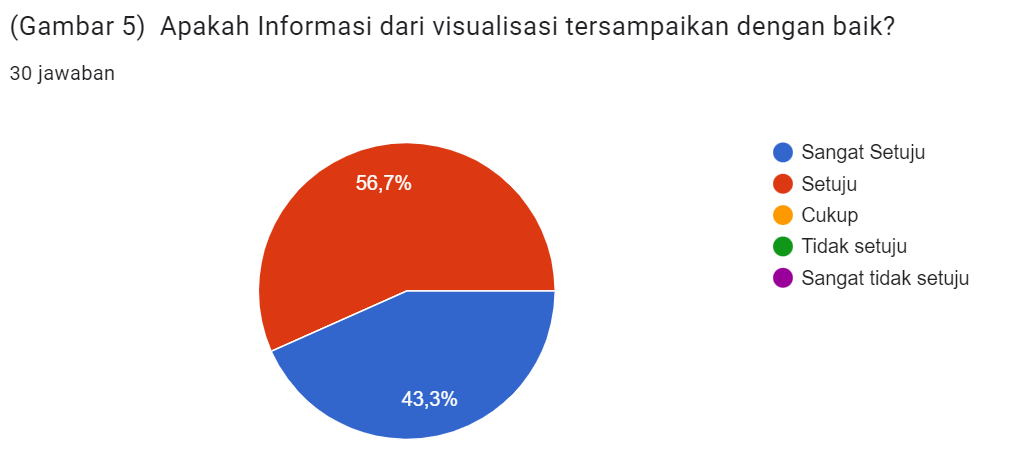 (Gambar 5)  Apakah Informasi dari visualisasi tersampaikan dengan baik?
30 jawaban
56,7%
43,3%
Sangat Setuju
Setuju
Cukup
Tidak setuju
Sangat tidak setuju